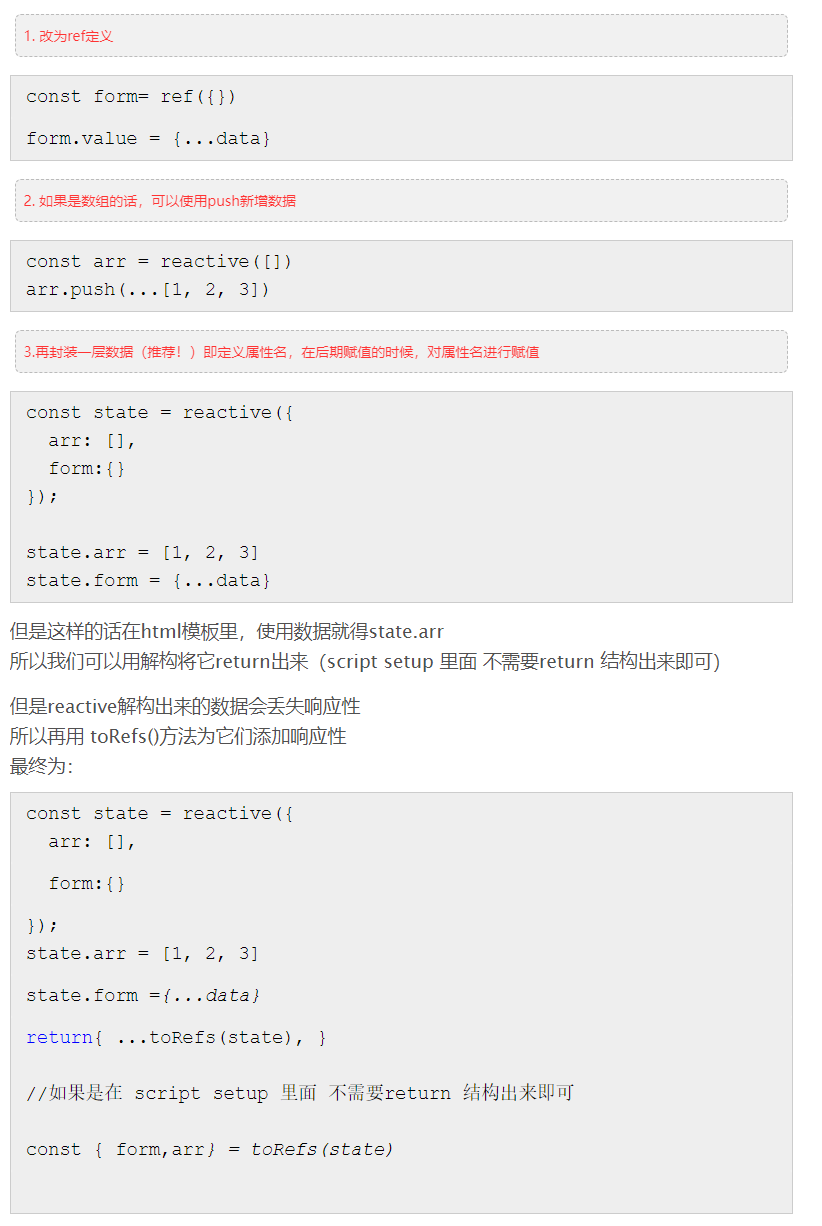 1. 改为ref定义
const form= ref({})
form.value = {...data}
2. 如果是数组的话，可以使用push新增数据
const arr = reactive([])
arr.push(...[1, 2, 3])
3.再封装一层数据（推荐！）即定义属性名，在后期赋值的时候，对属性名进行赋值
const state = reactive({
  arr: [],
  form:{}
});
state.arr = [1, 2, 3]
state.form = {...data}
但是这样的话在html模板里，使用数据就得state.arr
所以我们可以用解构将它return出来（script setup 里面 不需要return 结构出来即可）
但是reactive解构出来的数据会丢失响应性
所以再用 toRefs()方法为它们添加响应性
最终为：
const state = reactive({
  arr: [],
  form:{}
});
state.arr = [1, 2, 3]
state.form ={...data}
return{ ...toRefs(state), }
//如果是在 script setup 里面 不需要return 结构出来即可
const { form,arr} = toRefs(state)